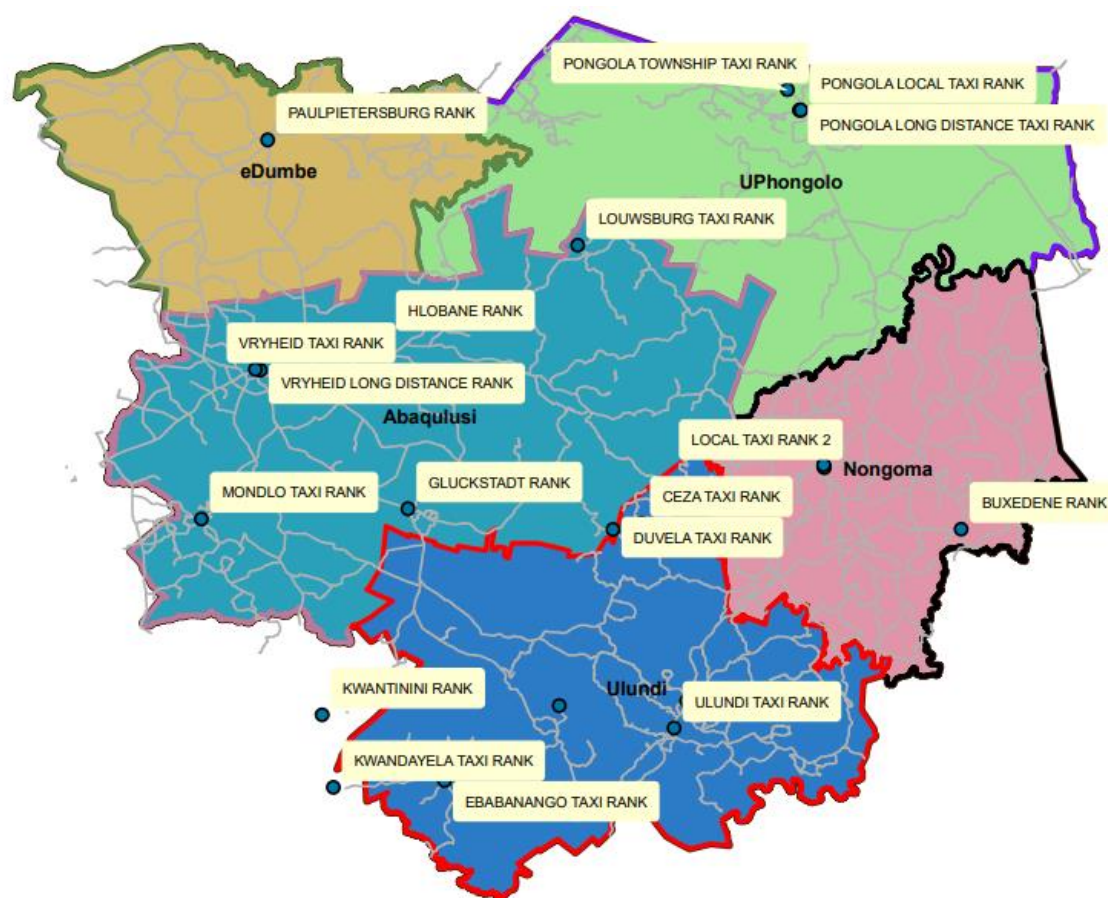 PONGOLA TOWNSHIP TAXI RANK
PONGOLA LOCAL TAXI RANK
PAULPIETERSBURG RANK
PONGOLA LONG DISTANCE TAXI RANK
eDumbe
UPhongolo
LOUWSBURG TAXI RANK
HLOBANE RANK
VRYHEID TAXI RANK
VRYHEID LONG DISTANCE RANK
Abaqulusi
LOCAL TAXI RANK 2
Nongoma
MONDLO TAXI RANK
GLUCKSTADT RANK
CEZA TAXI RANK
BUXEDENE RANK
DUVELA TAXI RANK
KWANTININI RANK
Ulundi
ULUNDI TAXI RANK
KWANDAYELA TAXI RANK
EBABANANGO TAXI RANK